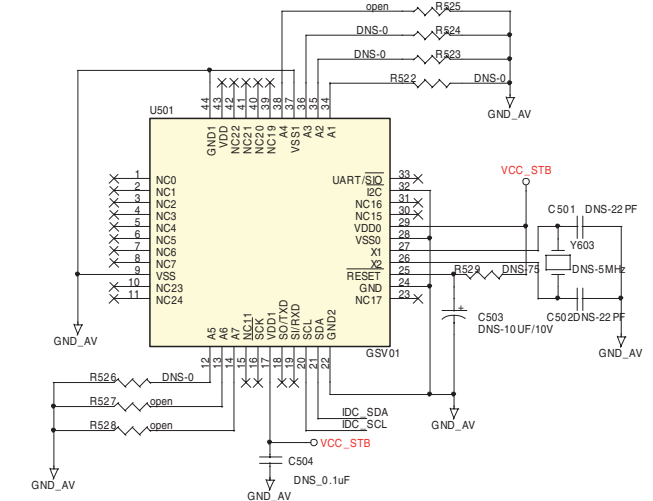 open R525
DNS-0 R524
DNS-0 R523
R522 DNS-0
GND_AV
U501
44 43 42 41 40 39 38 37 36 35 34
GND1 VDD NC22 NC21 NC20 NC19 A4 VSS1 A3 A2 A1
1 NC0
2 NC1
3 NC2
4 NC3
5 NC4
6 NC5
7 NC6
8 NC7
9 VSS
10 NC23
11 NC24
UART/SIO 33
I2C 32
NC16 31
NC15 30
VDD0 29
VSS0 28
X1 27
X2 26
RESET 25
GND 24
NC17 23
VCC_STB
C501 DNS-22PF
Y603
DNS-5MHz
R529 DNS-75
C502 DNS-22PF
+
C503
DNS-10UF/10V
GND_AV
GND_AV
A5 A6 A7 NC11 SCK VDD1 SO/TXD SI/RXD SCL SDA GND2
GSV01
12 13 14 15 16 17 18 19 20 21 22
R526 DNS-0
R527 open
R528 open
IDC_SDA
IDC_SCL
GND_AV
VCC_STB
C504
DNS_0.1uF
GND_AV
GND_AV